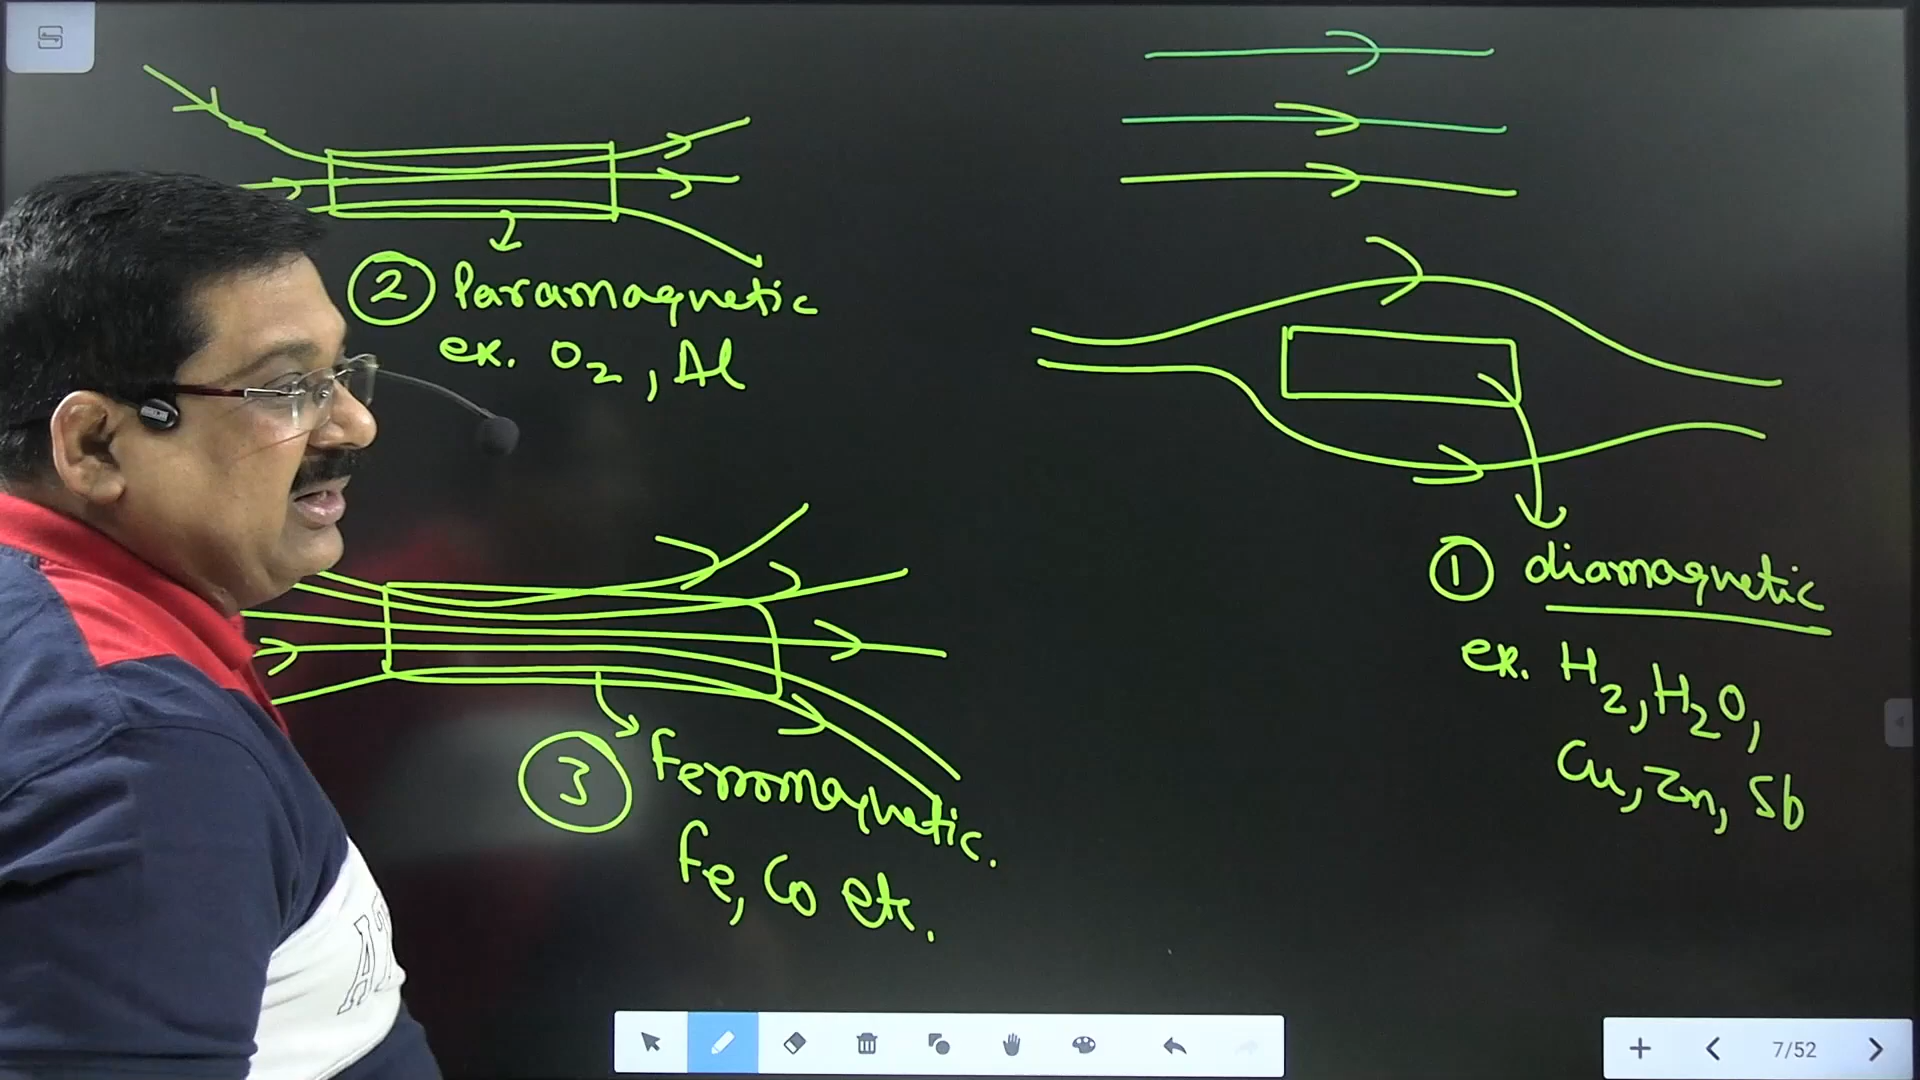 ② Paramagnetic
ex. O₂, Al
① diamagnetic
ex. H₂, H₂O,
Cu, Zn, Sb
③ Ferromagnetic.
Fe, Co etc.
A
7/52